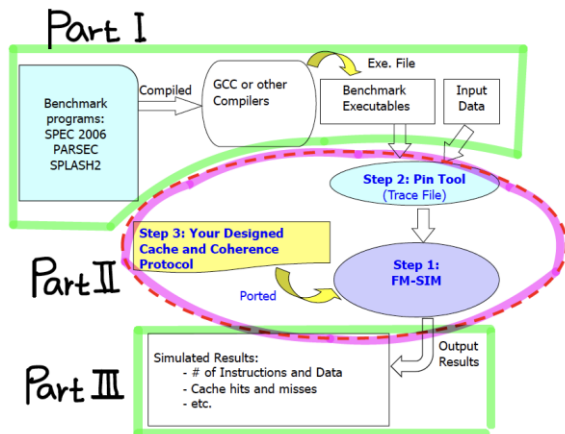 Part I
Exe. File
Compiled
GCC or other
Compilers
Benchmark
Executables
Input
Data
Benchmark
programs:
SPEC 2006
PARSEC
SPLASH2
Step 2: Pin Tool
(Trace File)
Step 3: Your Designed
Cache and Coherence
Protocol
Part II
Step 1:
FM-SIM
Ported
Output
Results
Simulated Results:
- # of Instructions and Data
- Cache hits and misses
- etc.
Part III